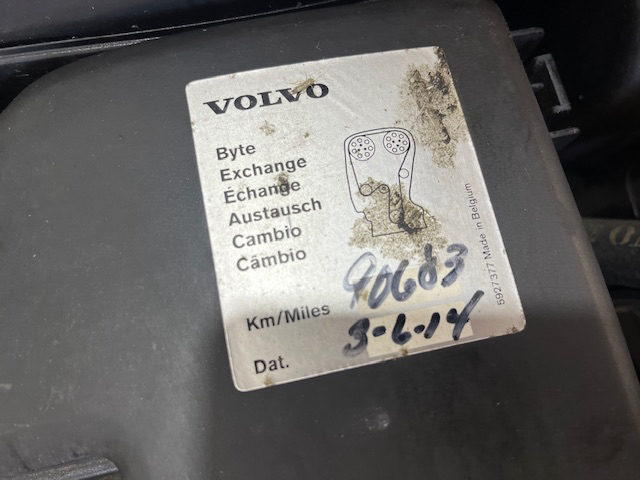 VOLVO
Byte
Exchange
Échange
Austausch
Cambio
Câmbio
Km/Miles 90683
Dat. 3-6-14
5927377 Made in Belgium